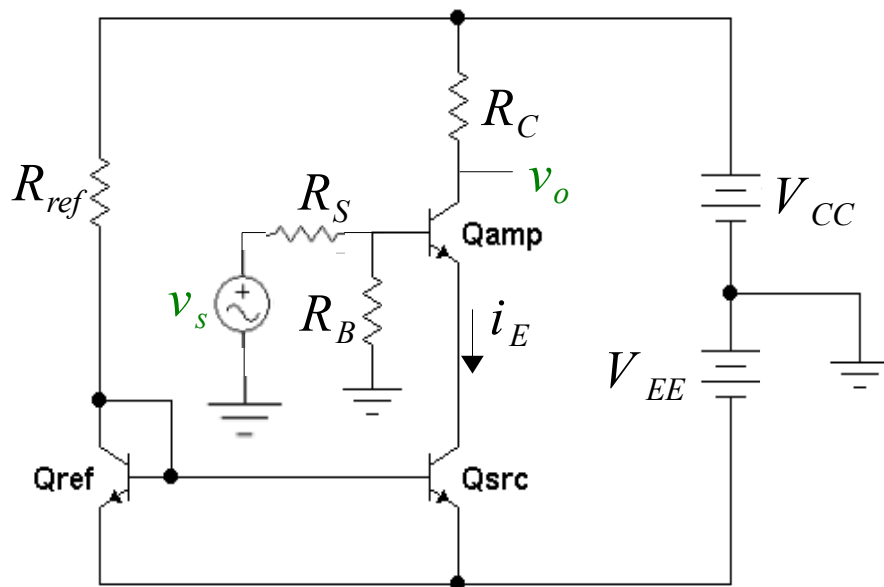 R_C
R_ref
R_S
v_o
V_CC
Qamp
v_s
R_B
i_E
V_EE
Qref
Qsrc